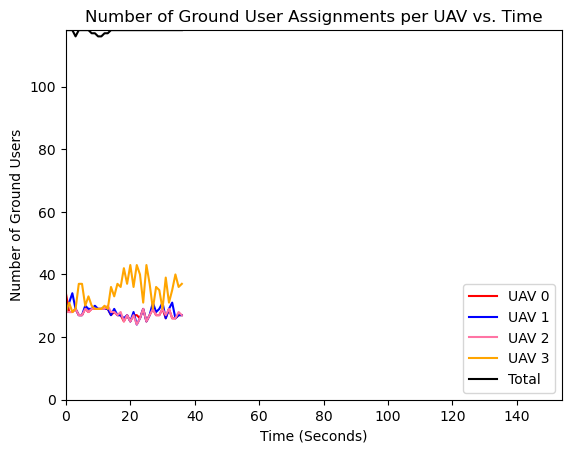 Number of Ground User Assignments per UAV vs. Time
Number of Ground Users
100
80
60
40
20
0
0 20 40 60 80 100 120 140
Time (Seconds)
UAV 0
UAV 1
UAV 2
UAV 3
Total